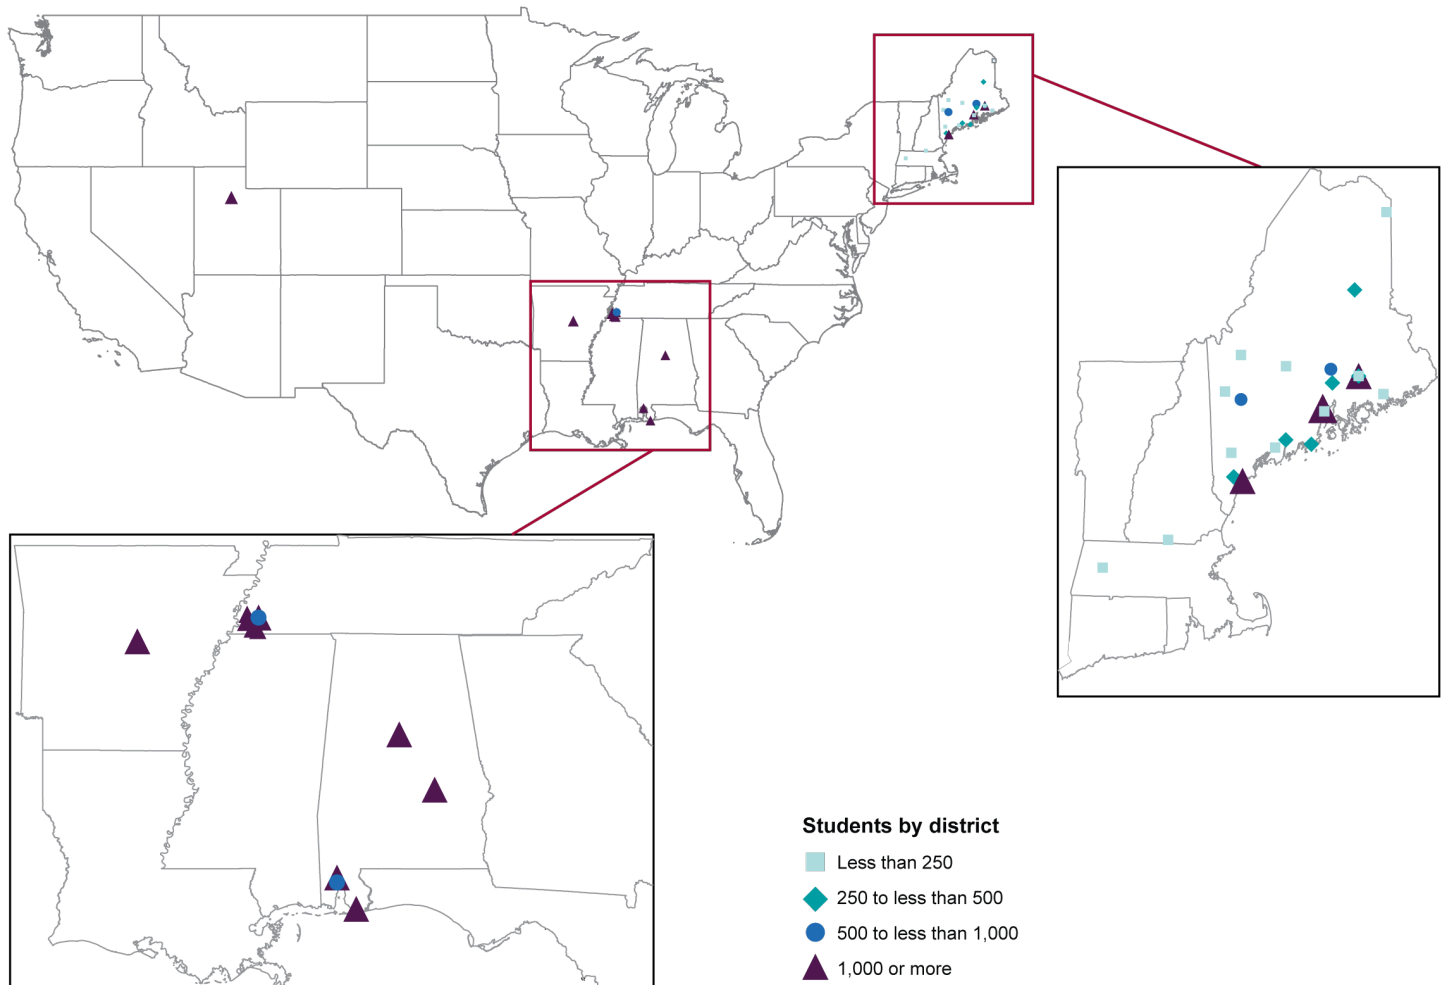 Students by district
Less than 250
250 to less than 500
500 to less than 1,000
1,000 or more